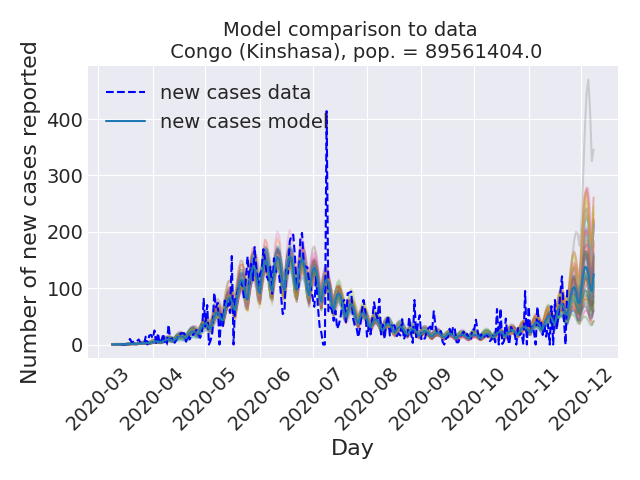 Model comparison to data
Congo (Kinshasa), pop. = 89561404.0
Number of new cases reported
new cases data
new cases model
400
300
200
100
0
2020-03
2020-04
2020-05
2020-06
2020-07
2020-08
2020-09
2020-10
2020-11
2020-12
Day